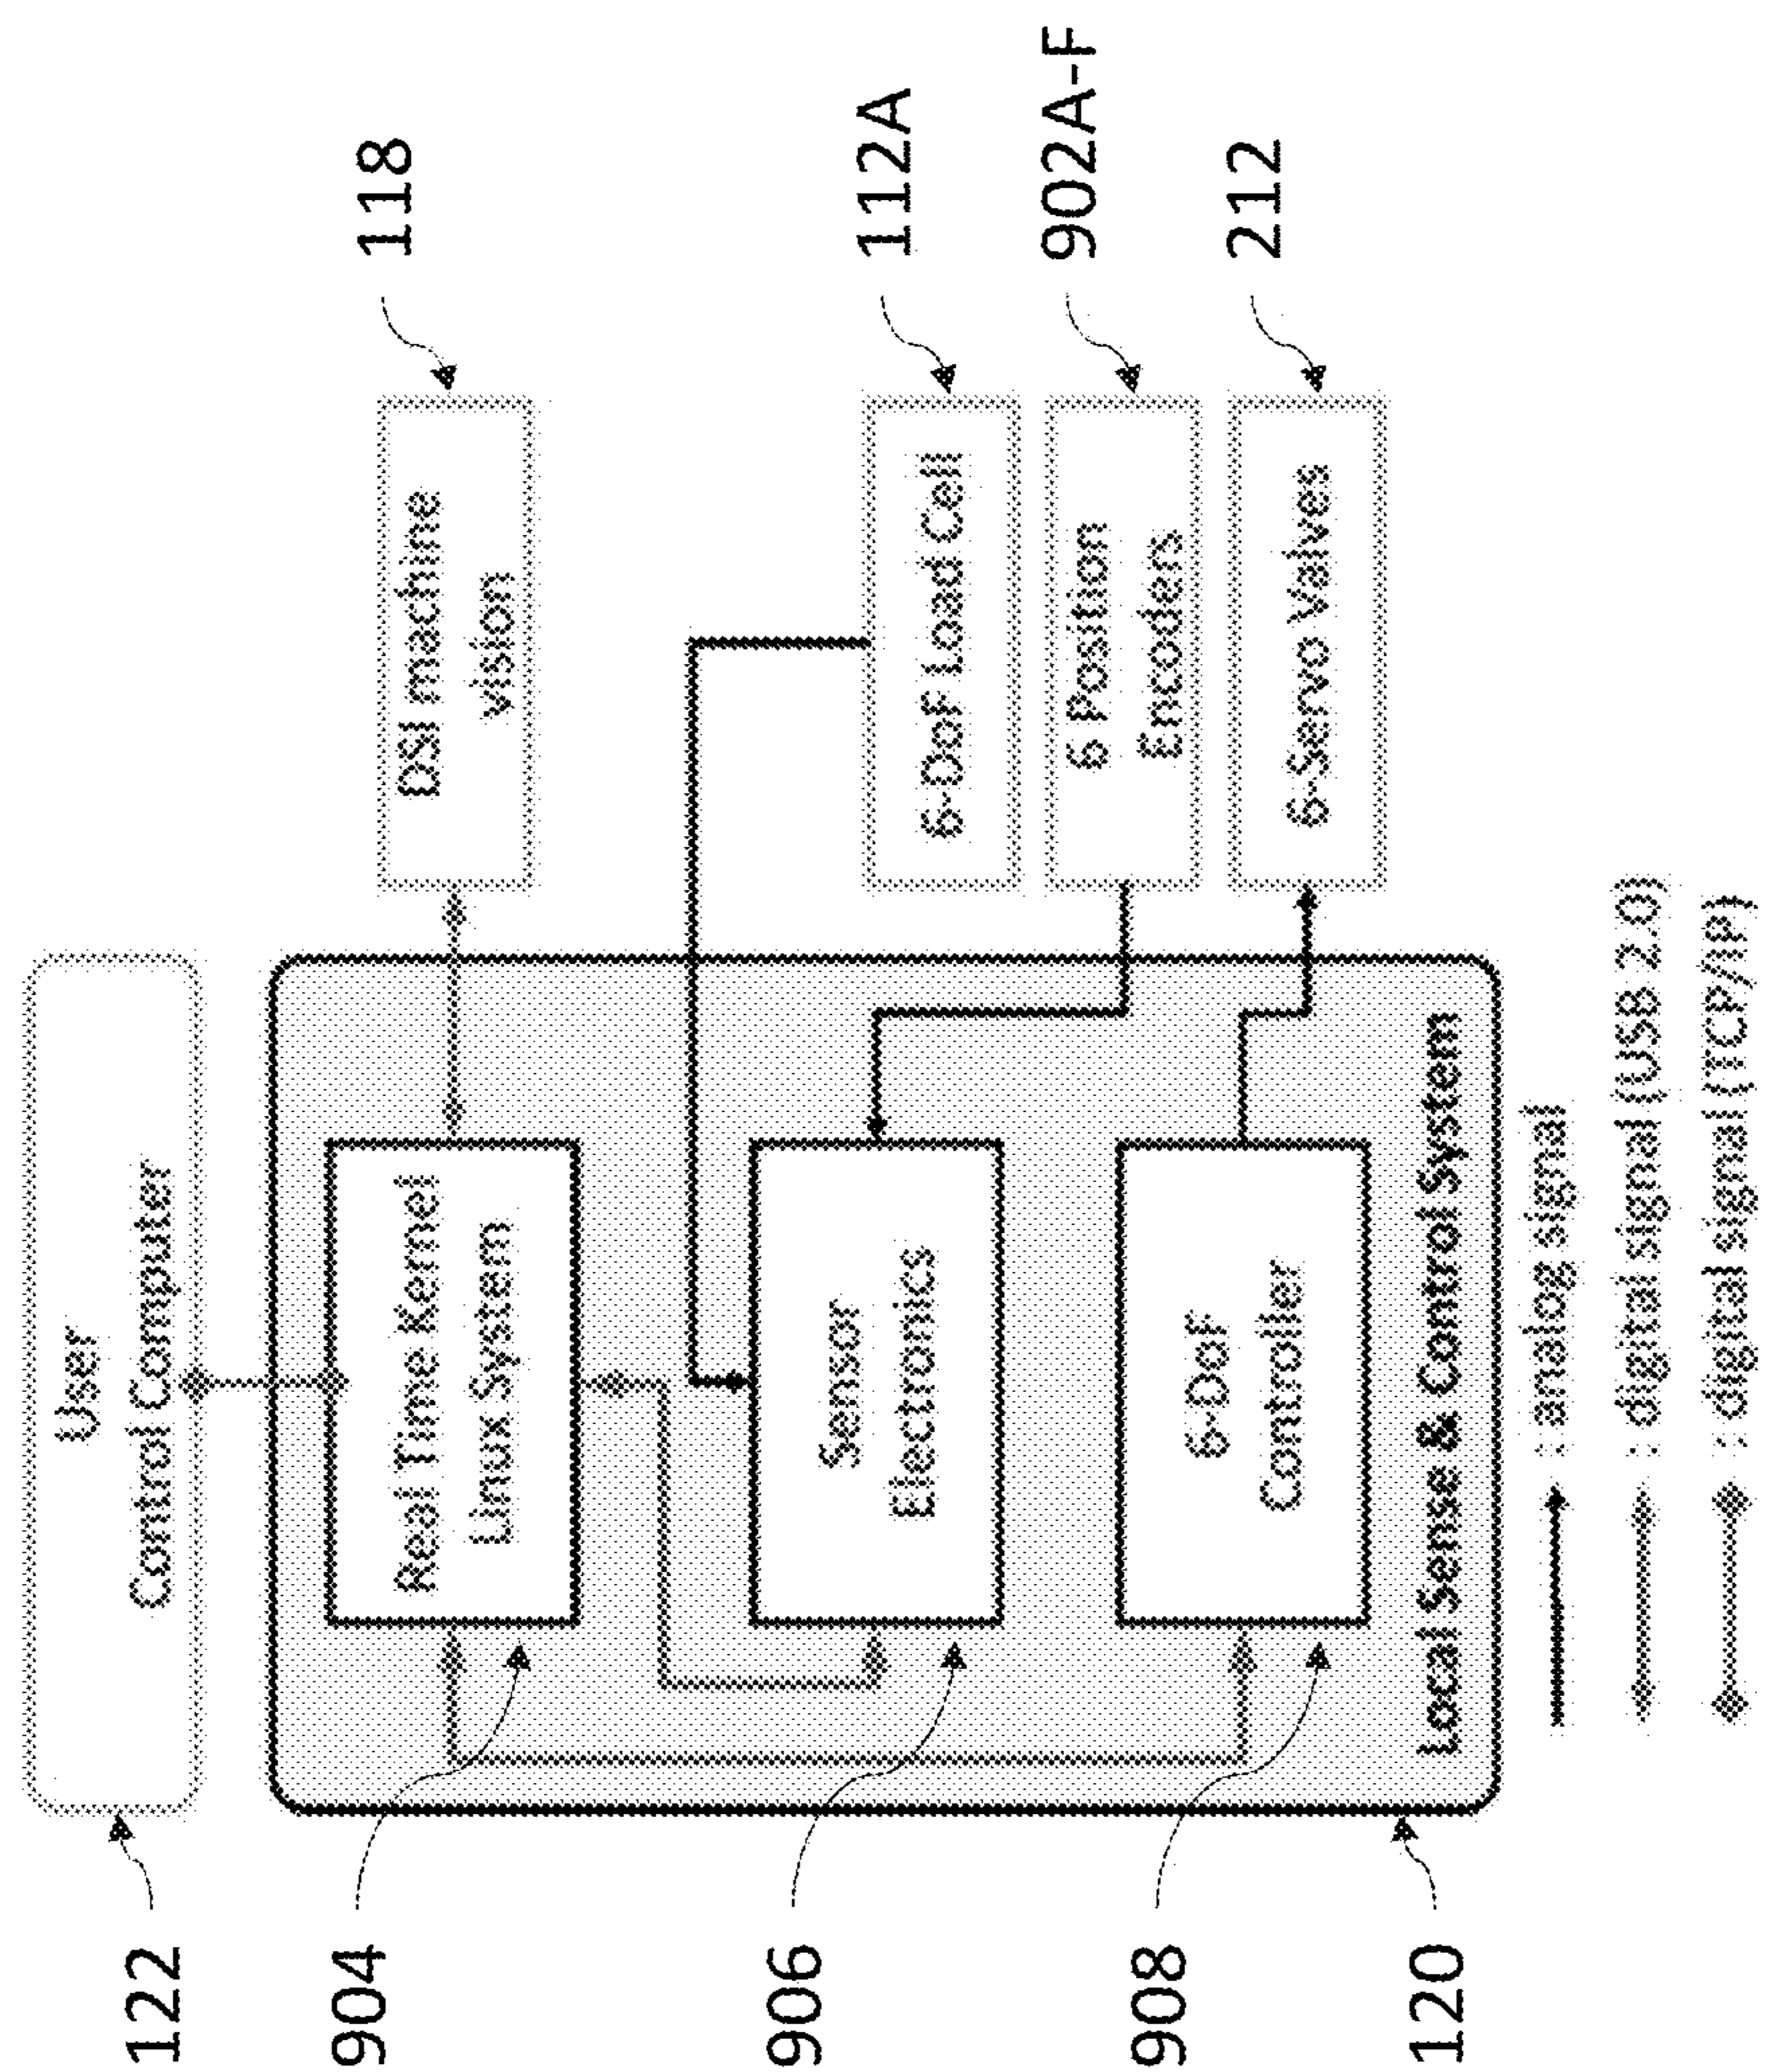 122
User
Control Computer
904
Real Time Kernel
Linux System
DSI machine
vision
118
906
Sensor
Electronics
6-DoF Load Cell
112A
6 Position
Encoders
902A-F
908
6-DoF
Controller
6-Servo Valves
212
120
Local Sense & Control System
: analog signal
: digital signal (USB 2.0)
: digital signal (TCP/IP)